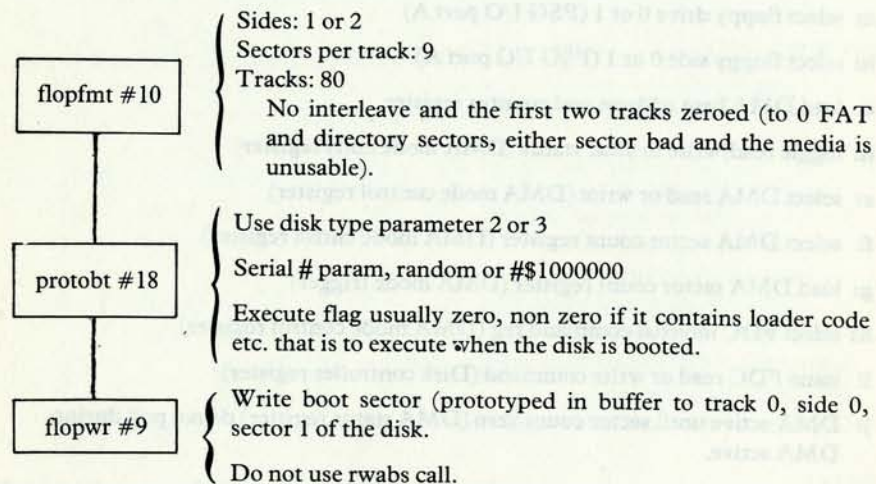 Sides: 1 or 2
Sectors per track: 9
Tracks: 80
No interleave and the first two tracks zeroed (to 0 FAT
and directory sectors, either sector bad and the media is
unusable).
flopfmt #10
Use disk type parameter 2 or 3
Serial # param, random or #$1000000
Execute flag usually zero, non zero if it contains loader code
etc. that is to execute when the disk is booted.
protobt #18
Write boot sector (prototyped in buffer to track 0, side 0,
sector 1 of the disk.
Do not use rwabs call.
flopwr #9